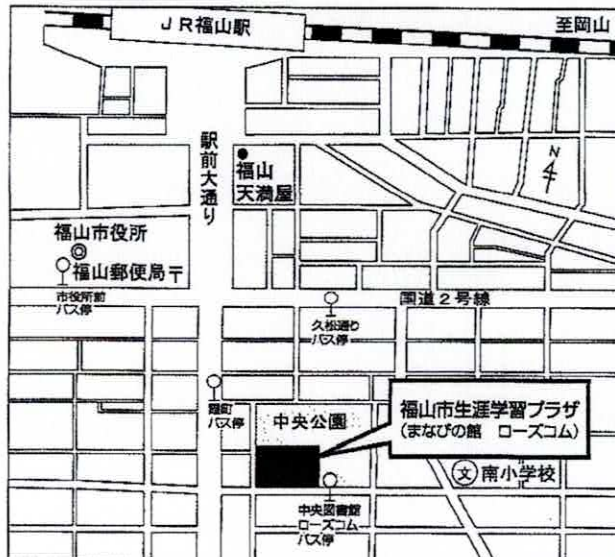 JR福山駅
至岡山
駅前大通り
福山
天満屋
N
福山市役所
福山郵便局〒
市役所前
バス停
国道2号線
久松通り
バス停
霞町
バス停
中央公園
福山市生涯学習プラザ
(まなびの館 ローズコム)
文 南小学校
中央図書館
ローズコム
バス停